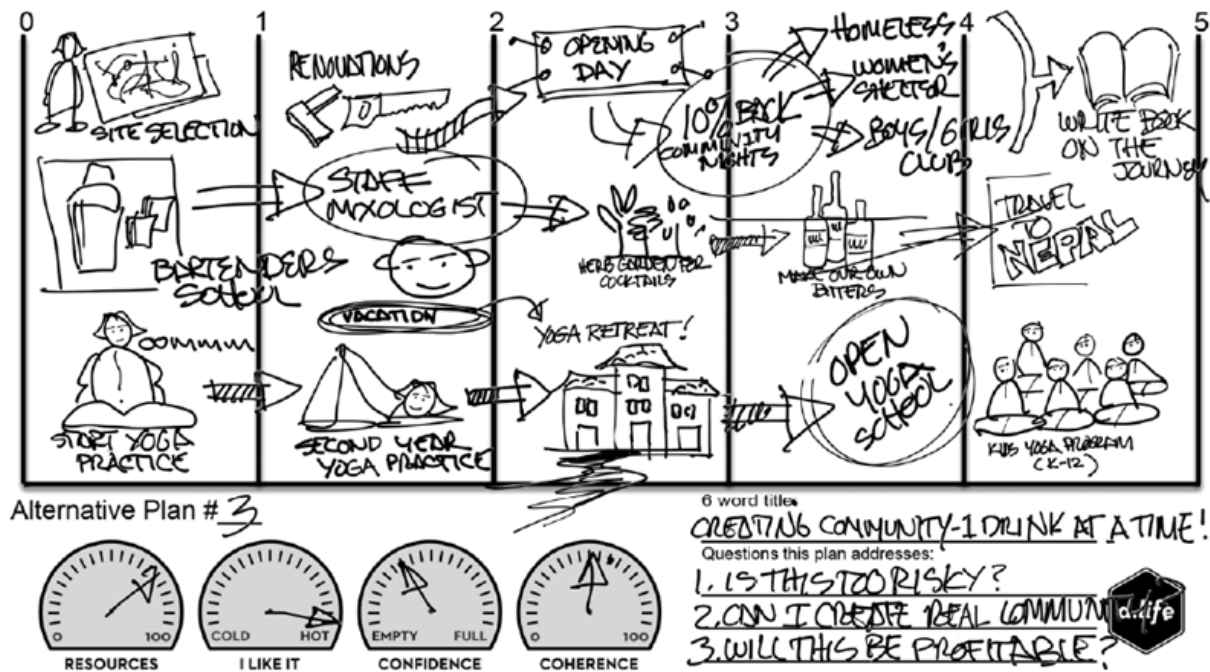 0 1 2 3 4 5
SITE SELECTION
RENOVATIONS
OPENING
DAY
10% BACK
COMMUNITY
NIGHTS
HOMELESS
WOMEN'S
SHELTER
BOYS/GIRLS
CLUBS
WRITE BOOK
ON THE
JOURNEY
BARTENDERS
SCHOOL
STAFF
MIXOLOGIST
HERB GARDEN FOR
COCKTAILS
MAKE OUR OWN
BITTERS
TRAVEL
TO
NEPAL
VACATION
OOMMM
START YOGA
PRACTICE
SECOND YEAR
YOGA PRACTICE
YOGA RETREAT!
OPEN
YOGA
SCHOOL
KIDS YOGA PROGRAM
(K-12)
Alternative Plan # 3
6 word title
CREATING COMMUNITY-1 DRINK AT A TIME!
Questions this plan addresses:
1. IS THIS TOO RISKY?
2. CAN I CREATE REAL COMMUN
3. WILL THIS BE PROFITABLE?
d.life
0 100
RESOURCES
COLD HOT
I LIKE IT
EMPTY FULL
CONFIDENCE
0 100
COHERENCE